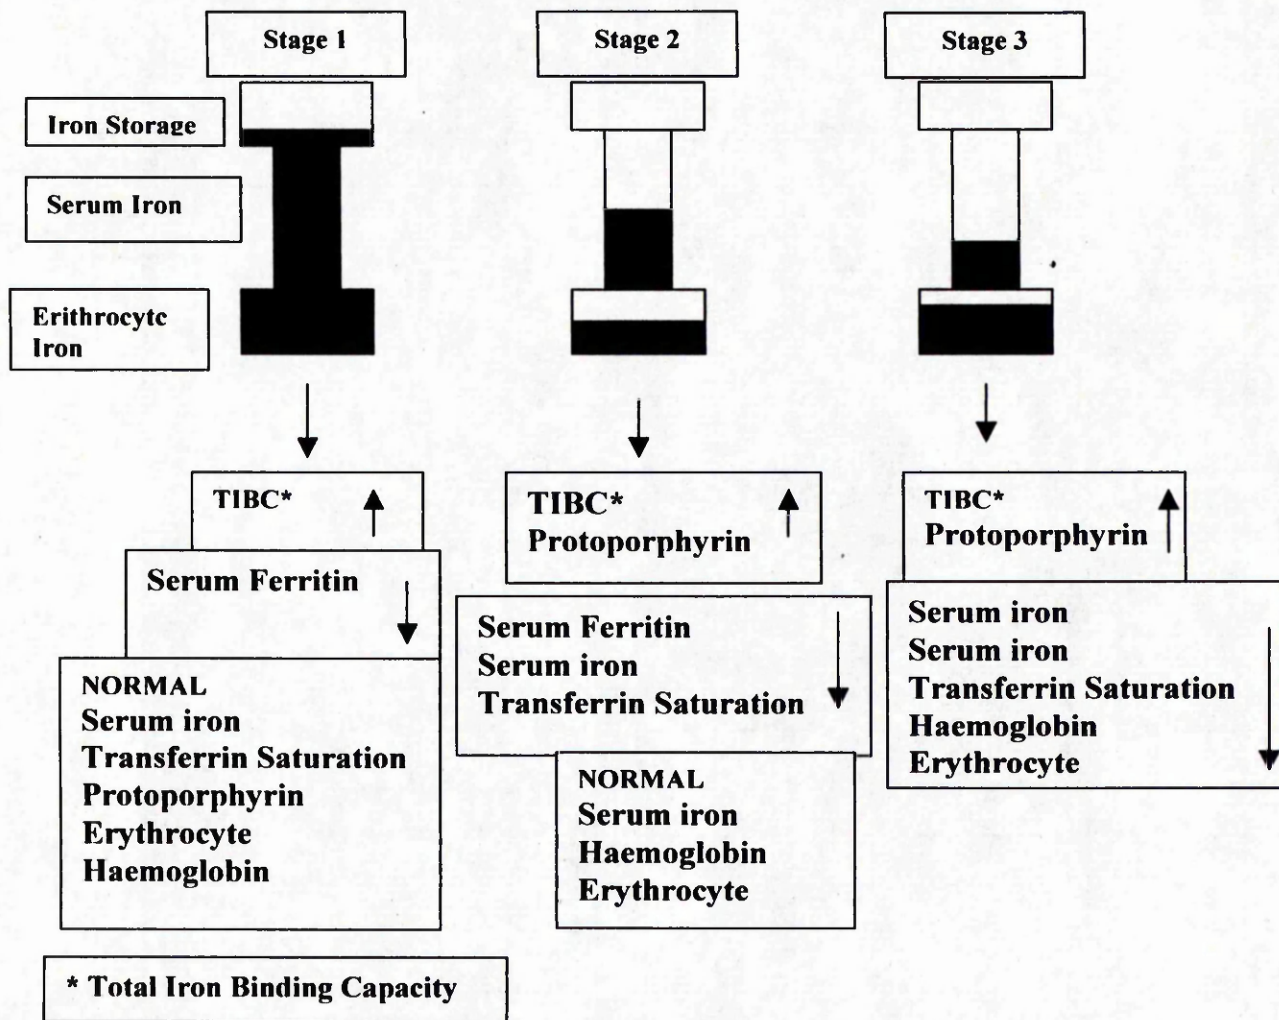 Stage 1
Stage 2
Stage 3
Iron Storage
Serum Iron
Erithrocyte
Iron
TIBC*
Serum Ferritin
NORMAL
Serum iron
Transferrin Saturation
Protoporphyrin
Erythrocyte
Haemoglobin
TIBC*
Protoporphyrin
Serum Ferritin
Serum iron
Transferrin Saturation
NORMAL
Serum iron
Haemoglobin
Erythrocyte
TIBC*
Protoporphyrin
Serum iron
Serum iron
Transferrin Saturation
Haemoglobin
Erythrocyte
* Total Iron Binding Capacity